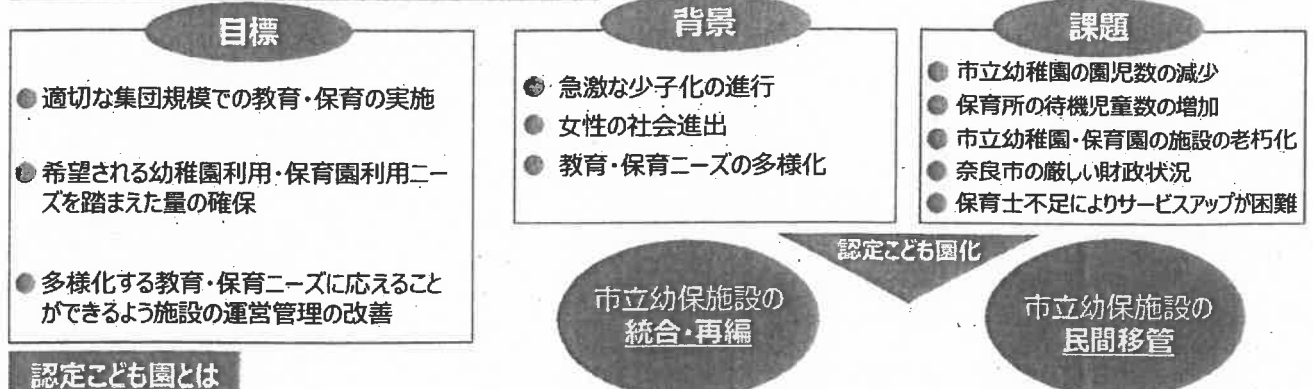 目標
適切な集団規模での教育・保育の実施
希望される幼稚園利用・保育園利用ニー
ズを踏まえた量の確保
多様化する教育・保育ニーズに応えること
ができるよう施設の運営管理の改善
背景
急激な少子化の進行
女性の社会進出
教育・保育ニーズの多様化
課題
市立幼稚園の園児数の減少
保育所の待機児童数の増加
市立幼稚園・保育園の施設の老朽化
奈良市の厳しい財政状況
保育士不足によりサービスアップが困難
認定こども園化
市立幼保施設の
統合・再編
市立幼保施設の
民間移管
認定こども園とは